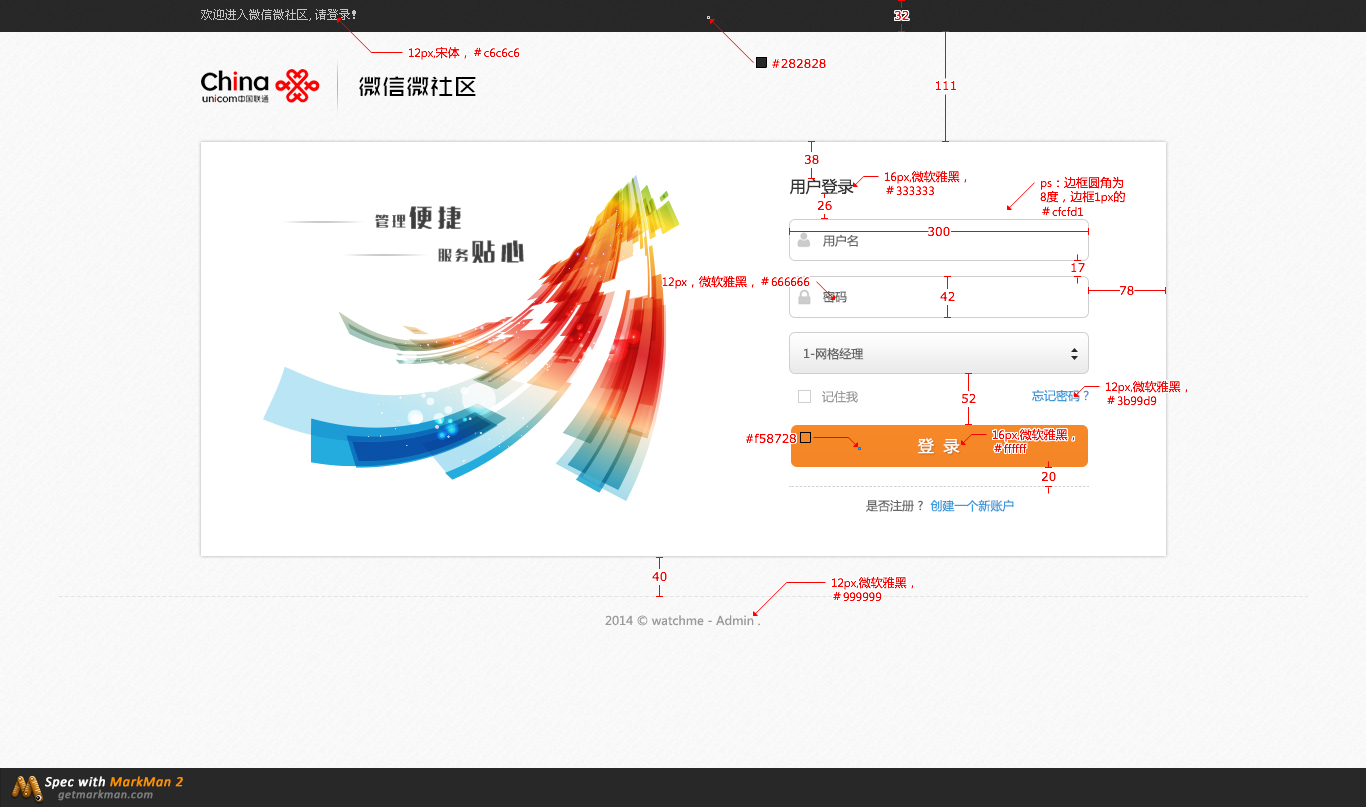 欢迎进入微信微社区, 请登录!
32
12px,宋体，＃c6c6c6
#282828
China
unicom中国联通
微信微社区
111
38
用户登录
16px,微软雅黑，
＃333333
ps：边框圆角为
8度，边框1px的
＃cfcfd1
26
管理便捷
服务贴心
300
用户名
17
12px，微软雅黑，＃666666
密码
42
78
1-网格经理
记住我
52
忘记密码？
12px,微软雅黑，
＃3b99d9
#f58728
登 录
16px,微软雅黑，
＃ffffff
20
是否注册？ 创建一个新账户
40
12px,微软雅黑，
＃999999
2014 © watchme - Admin .
Spec with MarkMan 2
getmarkman.com